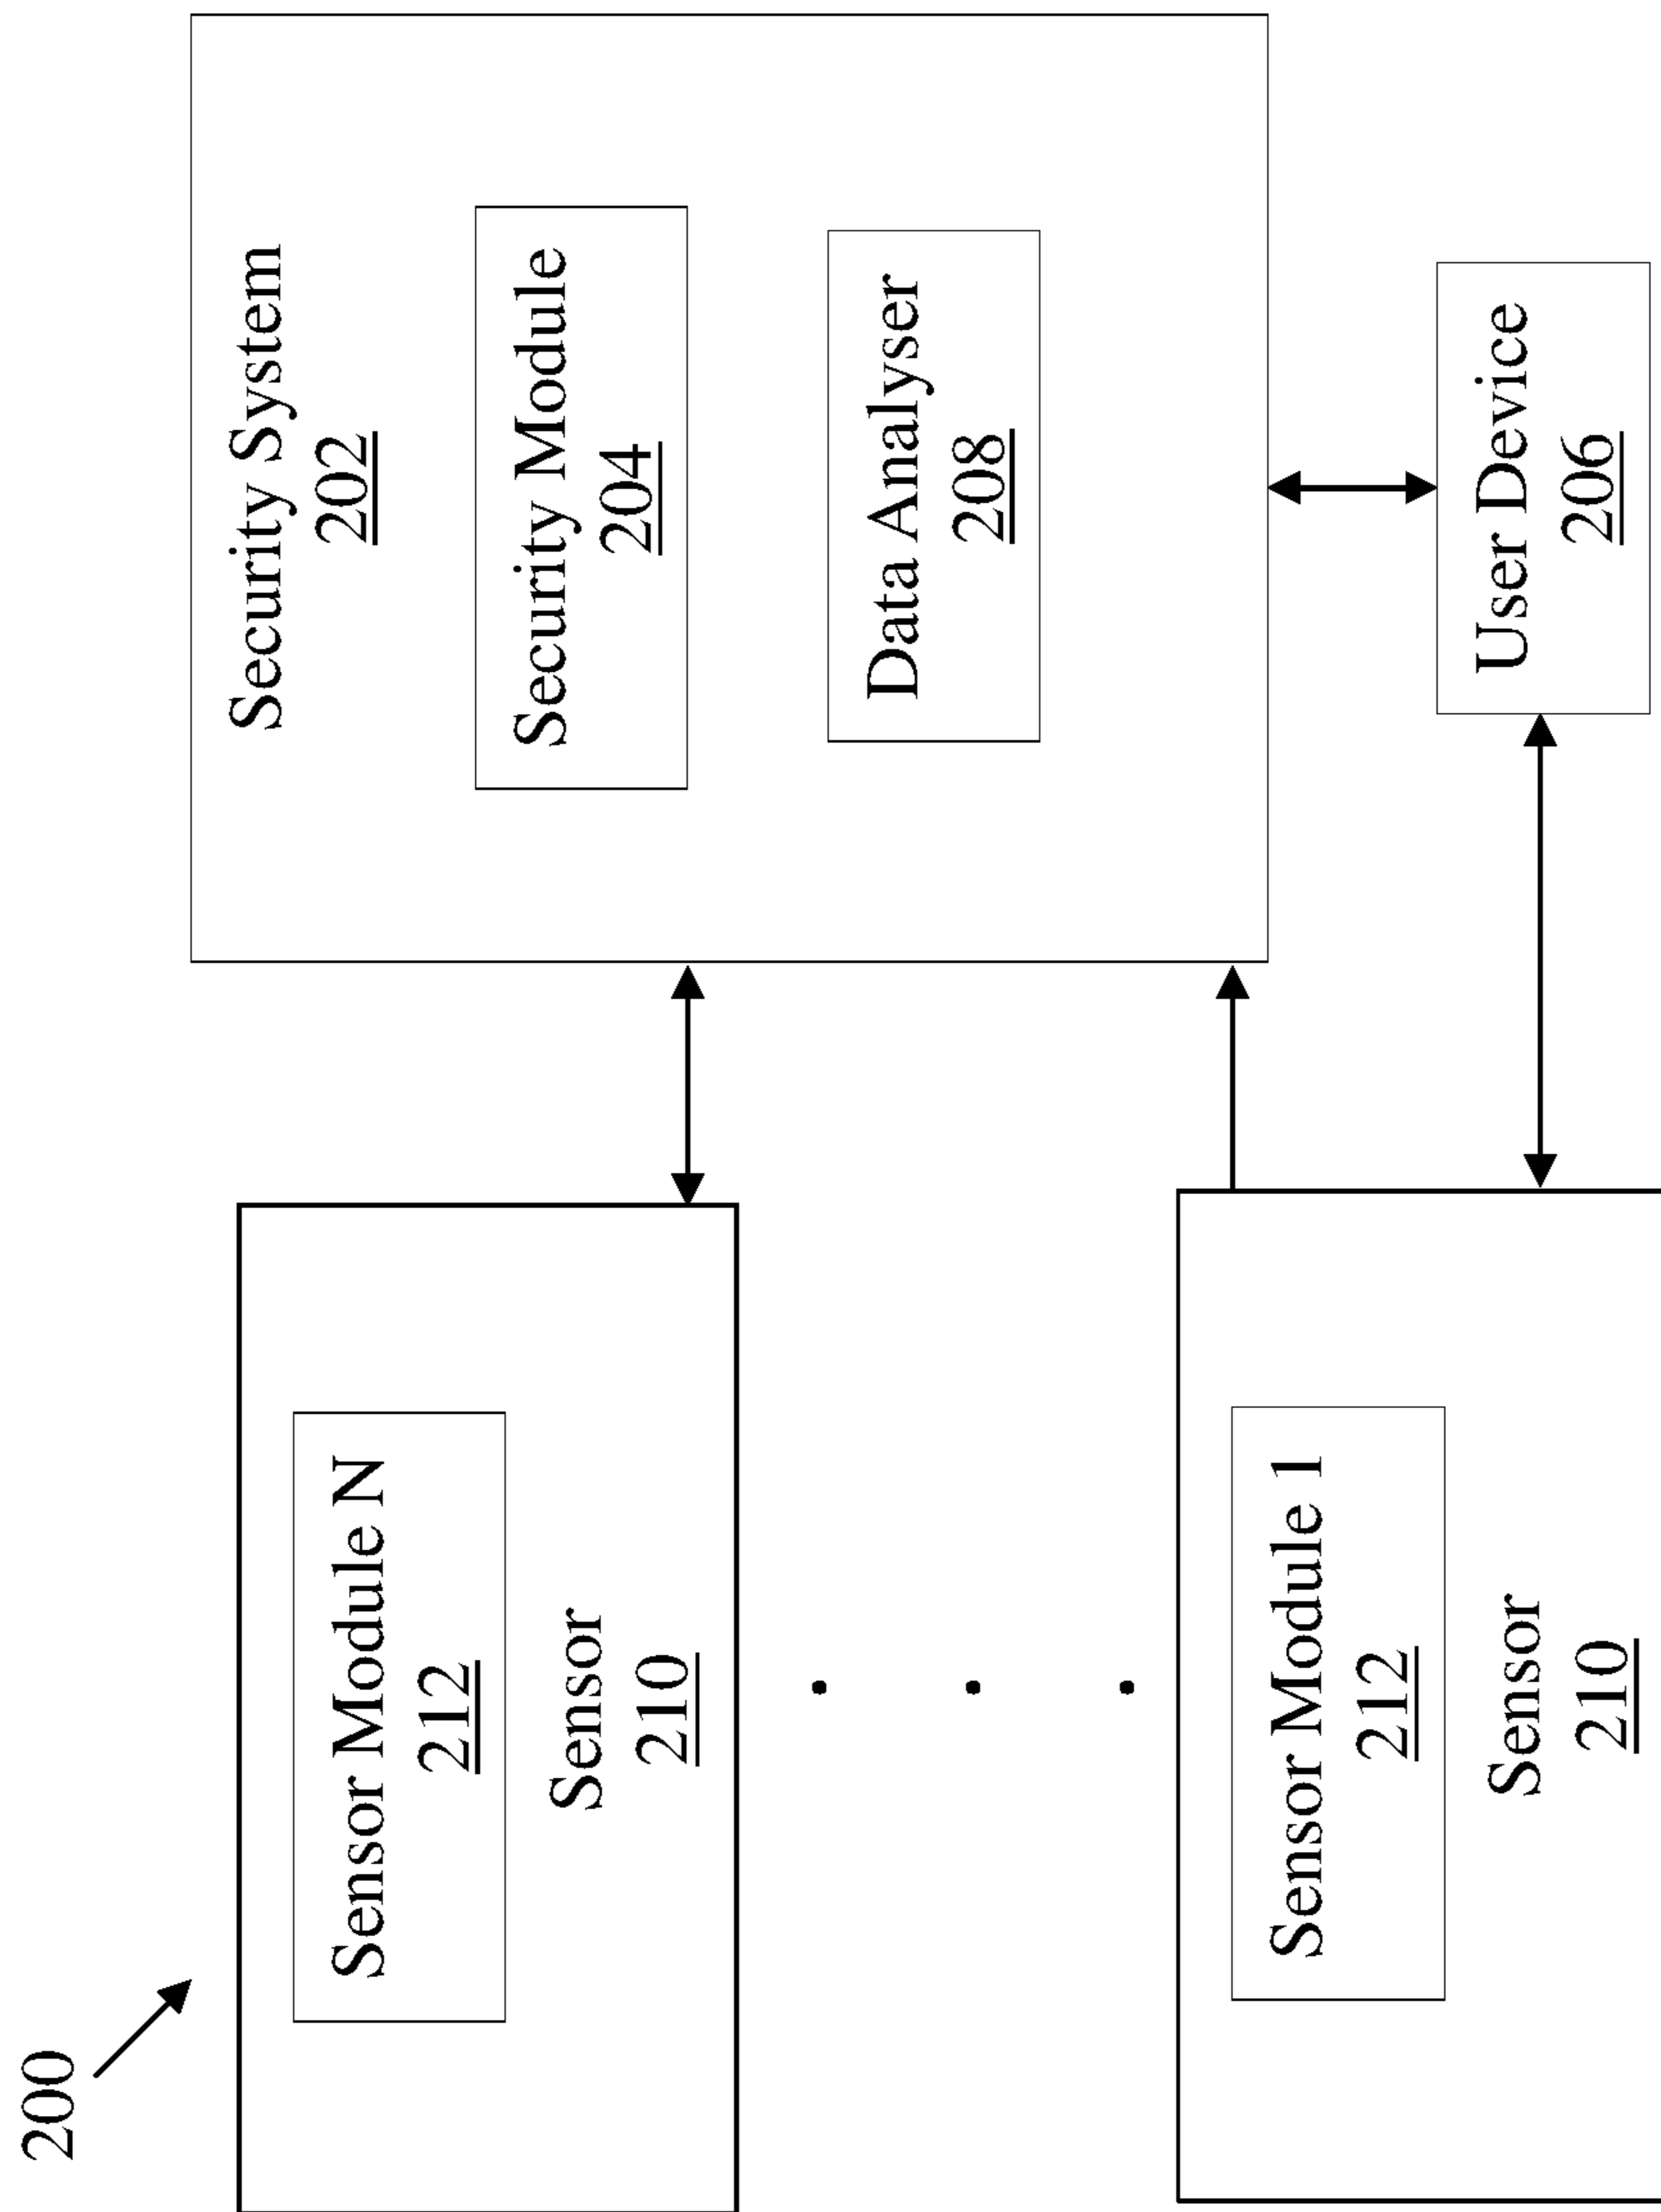 200
Sensor Module N
212
Sensor
210
Security System
202
Security Module
204
Data Analyser
208
Sensor Module 1
212
Sensor
210
User Device
206